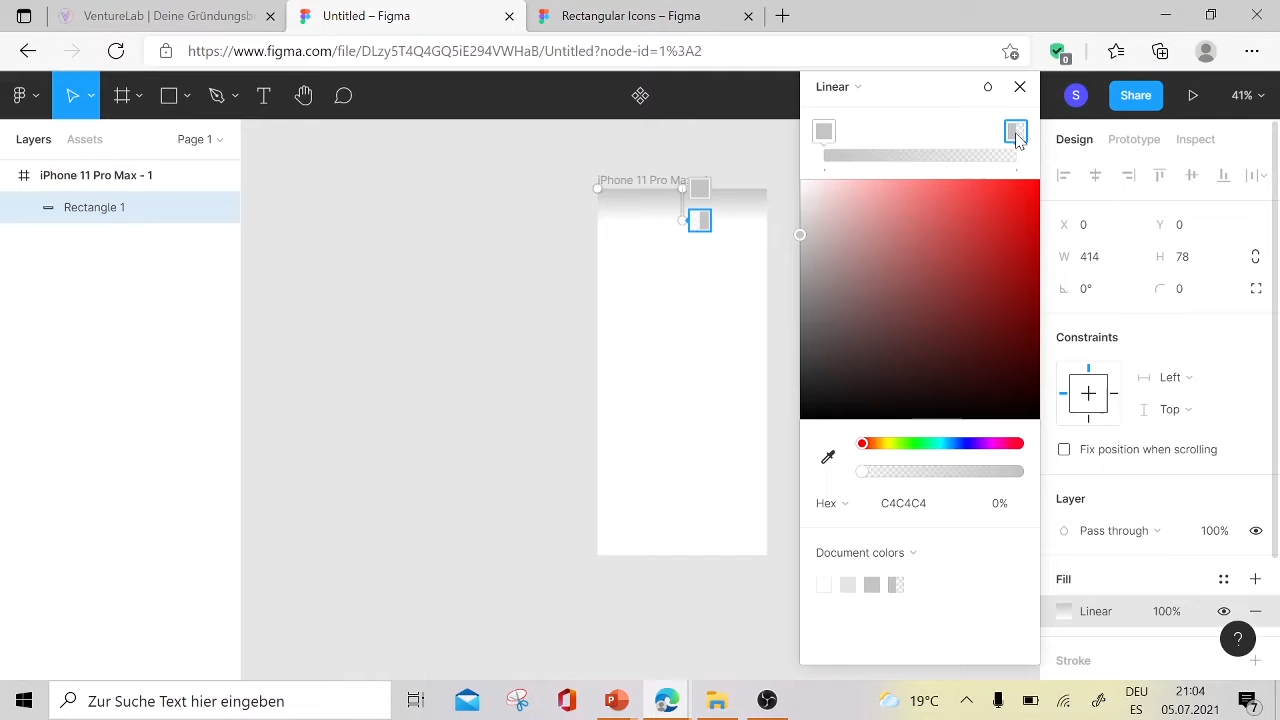 VentureLab | Deine Gründungsb
Untitled – Figma
Rectangular Icons – Figma
https://www.figma.com/file/DLzy5T4Q4GQ5iE294VWHaB/Untitled?node-id=1%3A2
0
S
Share
41%
Layers
Assets
Page 1
iPhone 11 Pro Max - 1
Rectangle 1
iPhone 11 Pro Ma
Linear
Hex
C4C4C4
0%
Document colors
Design
Prototype
Inspect
X
0
Y
0
W
414
H
78
0°
0
Constraints
Left
Top
Fix position when scrolling
Layer
Pass through
100%
Fill
Linear
100%
?
Stroke
Zur Suche Text hier eingeben
19°C
DEU
ES
21:04
05.07.2021
7